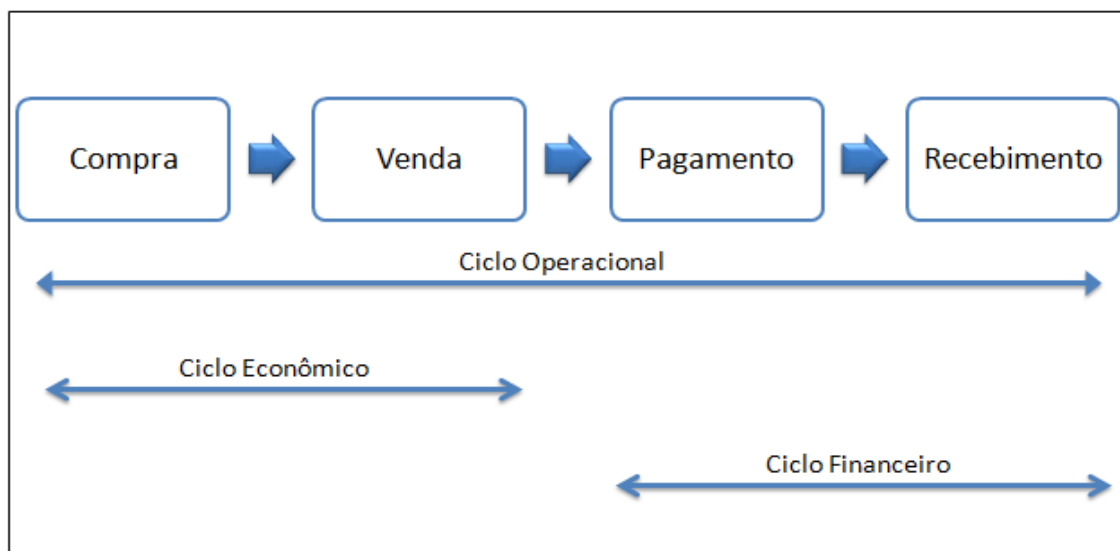 Compra
Venda
Pagamento
Recebimento
Ciclo Operacional
Ciclo Econômico
Ciclo Financeiro